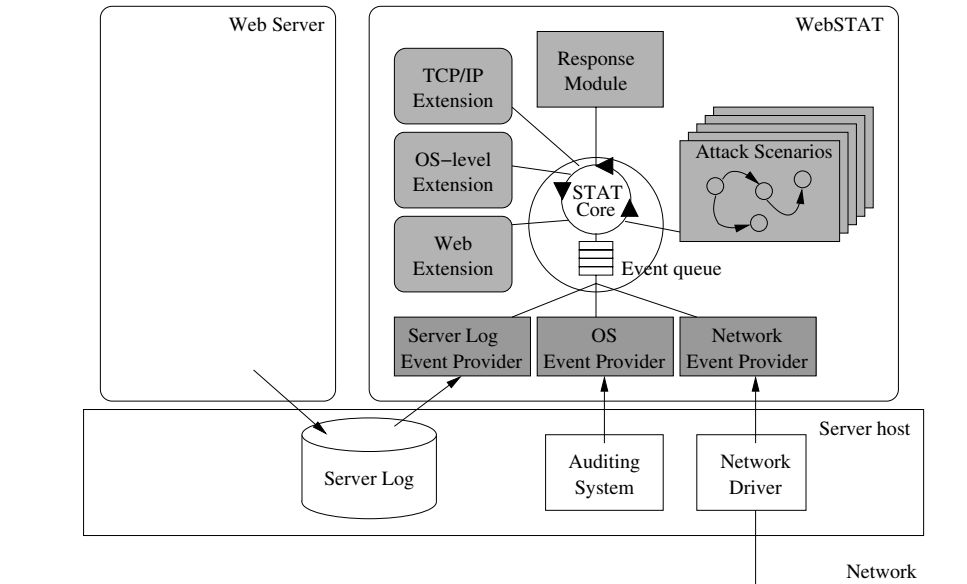 Web Server
WebSTAT
TCP/IP
Extension
Response
Module
OS−level
Extension
Attack Scenarios
STAT
Core
Web
Extension
Event queue
Server Log
Event Provider
OS
Event Provider
Network
Event Provider
Server host
Server Log
Auditing
System
Network
Driver
Network